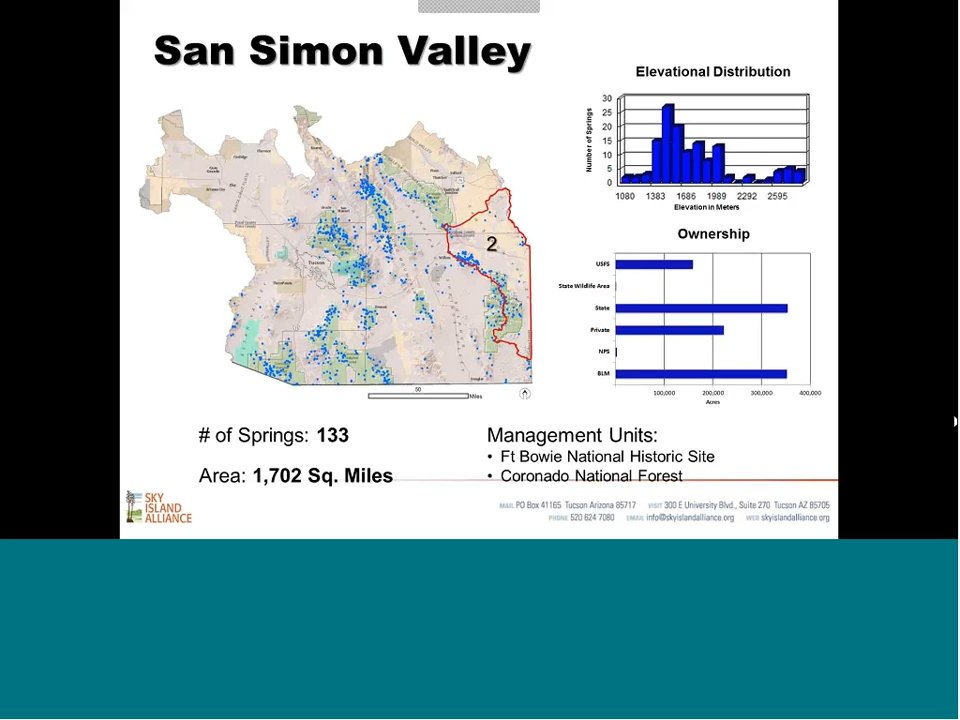 San Simon Valley
Elevational Distribution
Number of Springs
30
25
20
15
10
5
0
1080 1383 1686 1989 2292 2595
Elevation in Meters
2
Tucson
50
Miles
Ownership
USFS
State Wildlife Area
State
Private
NPS
BLM
100,000 200,000 300,000 400,000
Acres
# of Springs: 133
Area: 1,702 Sq. Miles
Management Units:
• Ft Bowie National Historic Site
• Coronado National Forest
SKY
ISLAND
ALLIANCE
MAIL PO Box 41165 Tucson Arizona 85717 VISIT 300 E University Blvd., Suite 270 Tucson AZ 85705
PHONE 520 624 7080 EMAIL info@skyislandalliance.org WEB skyislandalliance.org